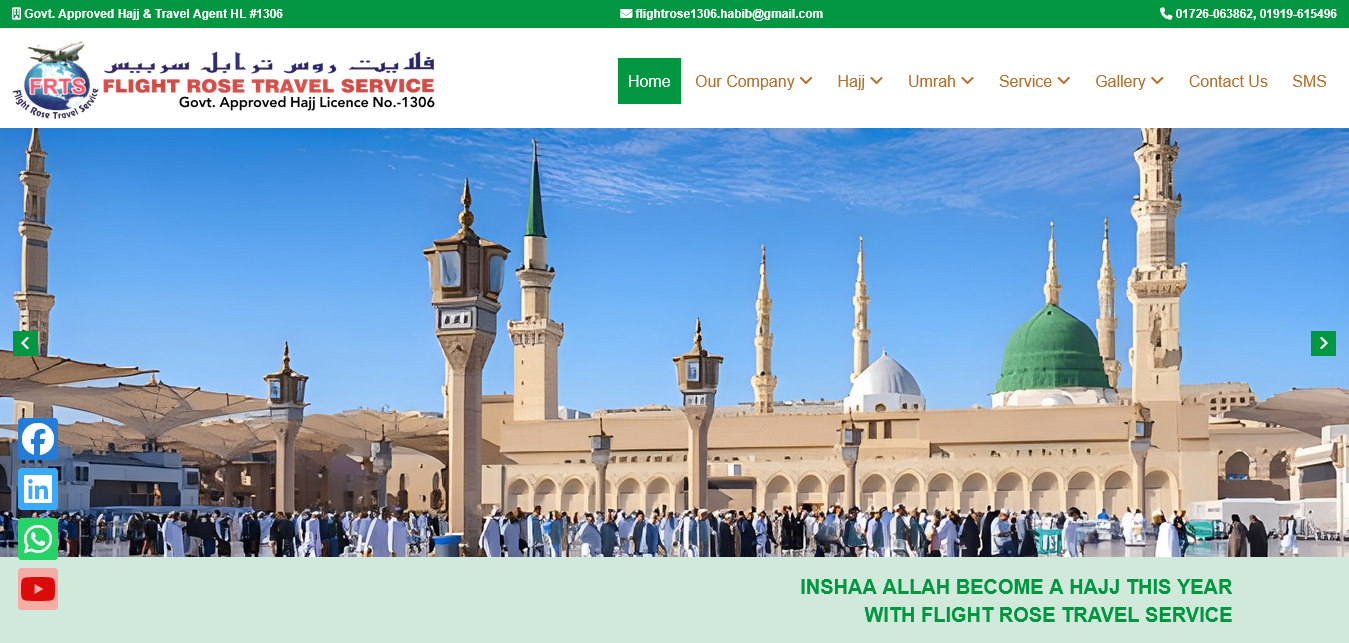 Govt. Approved Hajj & Travel Agent HL #1306
flightrose1306.habib@gmail.com
01726-063862, 01919-615496
فلايت روس ترابل سربيس
FRTS
Flight Rose Travel Service
FLIGHT ROSE TRAVEL SERVICE
Govt. Approved Hajj Licence No.-1306
Home
Our Company
Hajj
Umrah
Service
Gallery
Contact Us
SMS
INSHAA ALLAH BECOME A HAJJ THIS YEAR
WITH FLIGHT ROSE TRAVEL SERVICE